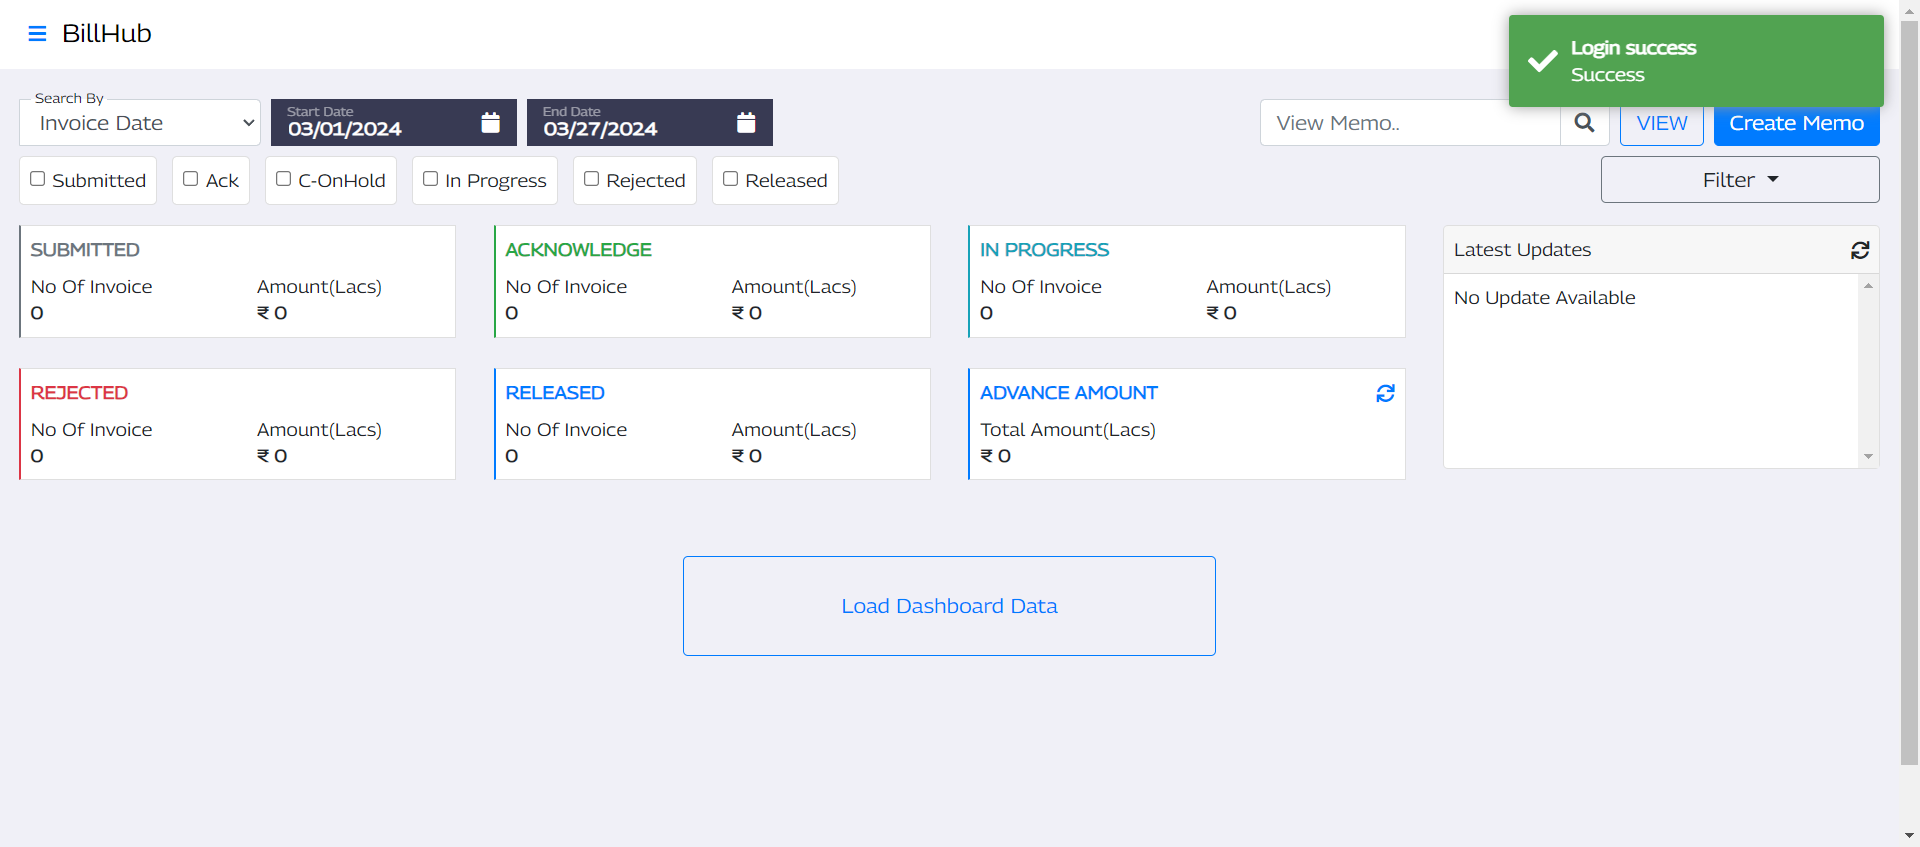 BillHub
Login success
Success
Search By
Invoice Date
Start Date
03/01/2024
End Date
03/27/2024
View Memo..
VIEW
Create Memo
Submitted
Ack
C-OnHold
In Progress
Rejected
Released
Filter
SUBMITTED
No Of Invoice Amount(Lacs)
0 ₹ 0
ACKNOWLEDGE
No Of Invoice Amount(Lacs)
0 ₹ 0
IN PROGRESS
No Of Invoice Amount(Lacs)
0 ₹ 0
Latest Updates
No Update Available
REJECTED
No Of Invoice Amount(Lacs)
0 ₹ 0
RELEASED
No Of Invoice Amount(Lacs)
0 ₹ 0
ADVANCE AMOUNT
Total Amount(Lacs)
₹ 0
Load Dashboard Data